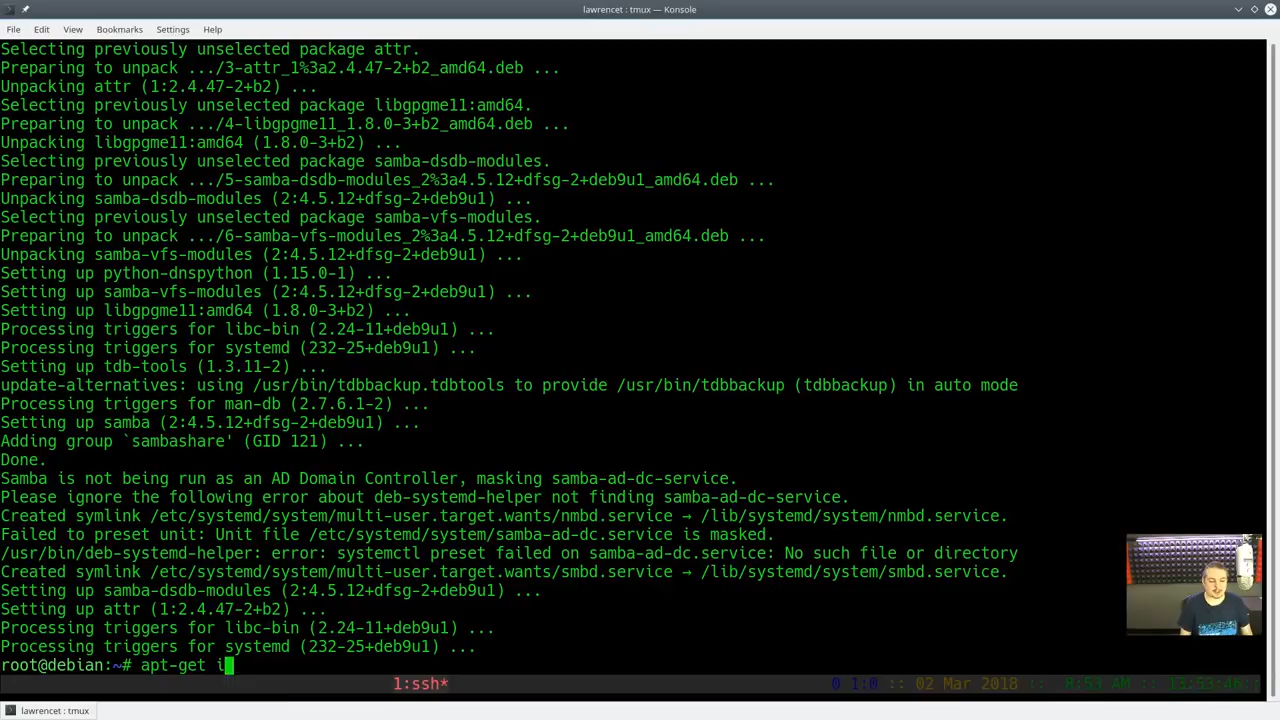 lawrencet : tmux — Konsole
File Edit View Bookmarks Settings Help
Selecting previously unselected package attr.
Preparing to unpack .../3-attr_1%3a2.4.47-2+b2_amd64.deb ...
Unpacking attr (1:2.4.47-2+b2) ...
Selecting previously unselected package libgpgme11:amd64.
Preparing to unpack .../4-libgpgme11_1.8.0-3+b2_amd64.deb ...
Unpacking libgpgme11:amd64 (1.8.0-3+b2) ...
Selecting previously unselected package samba-dsdb-modules.
Preparing to unpack .../5-samba-dsdb-modules_2%3a4.5.12+dfsg-2+deb9u1_amd64.deb ...
Unpacking samba-dsdb-modules (2:4.5.12+dfsg-2+deb9u1) ...
Selecting previously unselected package samba-vfs-modules.
Preparing to unpack .../6-samba-vfs-modules_2%3a4.5.12+dfsg-2+deb9u1_amd64.deb ...
Unpacking samba-vfs-modules (2:4.5.12+dfsg-2+deb9u1) ...
Setting up python-dnspython (1.15.0-1) ...
Setting up samba-vfs-modules (2:4.5.12+dfsg-2+deb9u1) ...
Setting up libgpgme11:amd64 (1.8.0-3+b2) ...
Processing triggers for libc-bin (2.24-11+deb9u1) ...
Processing triggers for systemd (232-25+deb9u1) ...
Setting up tdb-tools (1.3.11-2) ...
update-alternatives: using /usr/bin/tdbbackup.tdbtools to provide /usr/bin/tdbbackup (tdbbackup) in auto mode
Processing triggers for man-db (2.7.6.1-2) ...
Setting up samba (2:4.5.12+dfsg-2+deb9u1) ...
Adding group `sambashare' (GID 121) ...
Done.
Samba is not being run as an AD Domain Controller, masking samba-ad-dc-service.
Please ignore the following error about deb-systemd-helper not finding samba-ad-dc-service.
Created symlink /etc/systemd/system/multi-user.target.wants/nmbd.service → /lib/systemd/system/nmbd.service.
Failed to preset unit: Unit file /etc/systemd/system/samba-ad-dc.service is masked.
/usr/bin/deb-systemd-helper: error: systemctl preset failed on samba-ad-dc.service: No such file or directory
Created symlink /etc/systemd/system/multi-user.target.wants/smbd.service → /lib/systemd/system/smbd.service.
Setting up samba-dsdb-modules (2:4.5.12+dfsg-2+deb9u1) ...
Setting up attr (1:2.4.47-2+b2) ...
Processing triggers for libc-bin (2.24-11+deb9u1) ...
Processing triggers for systemd (232-25+deb9u1) ...
root@debian:~# apt-get i
1:ssh* 0 1:0 :: 02 Mar 2018 :: 8:53 AM :: 13:53:46
lawrencet : tmux